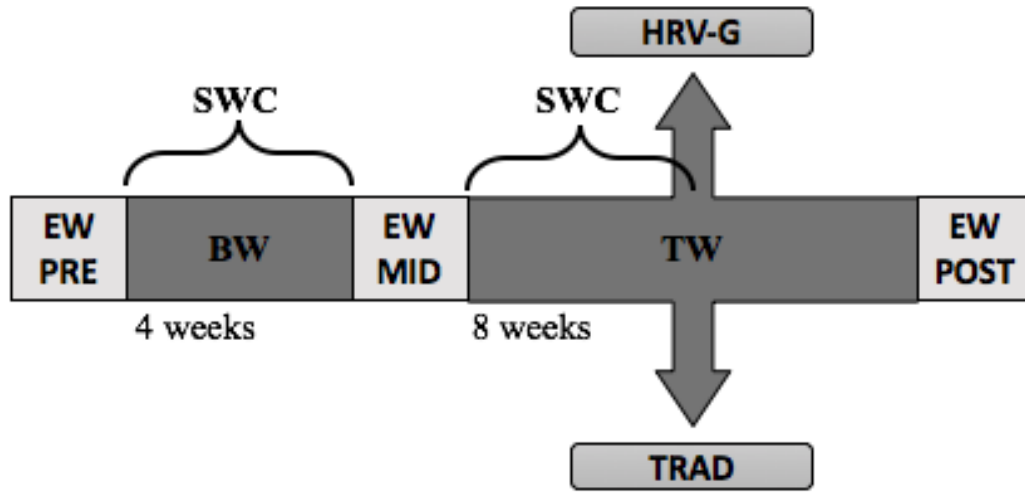 HRV-G
SWC
SWC
EW
PRE
BW
EW
MID
TW
EW
POST
4 weeks
8 weeks
TRAD